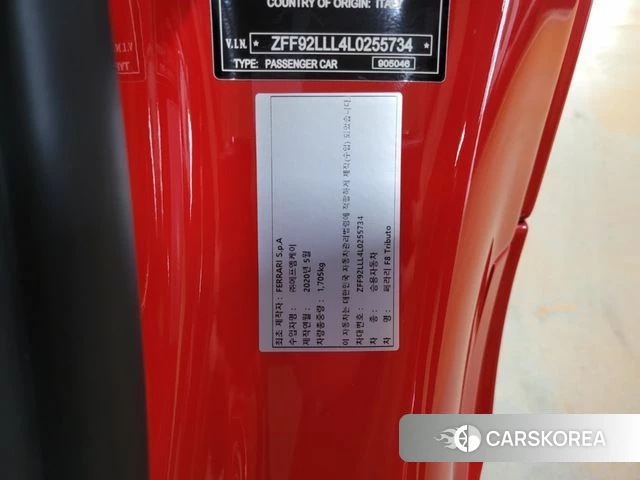 COUNTRY OF ORIGIN: ITALY
V.I.N. * ZFF92LLL4L0255734 *
TYPE: PASSENGER CAR 905046
최초 제작자 : FERRARI S.p.A
수입자명 : ㈜에프엠케이
제작연월 : 2020년 5월
차량총중량 : 1,705kg
이 자동차는 대한민국 자동차관리법령에 적합하게 제작(수입) 되었습니다.
차대번호 : ZFF92LLL4L0255734
차 종 : 승용자동차
차 명 : 페라리 F8 Tributo
CARSKOREA